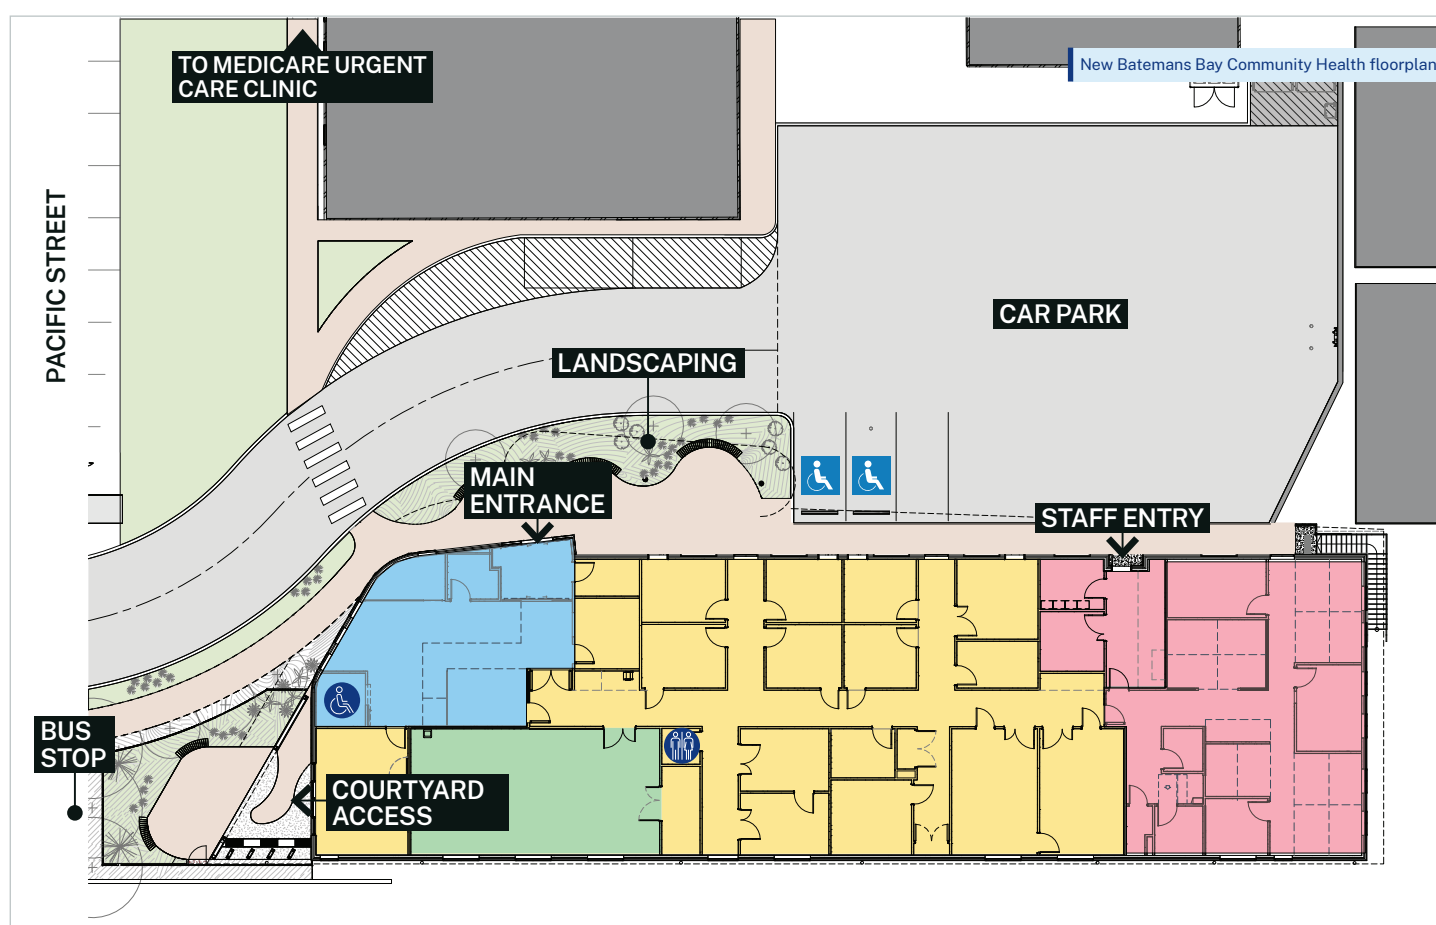 TO MEDICARE URGENT
CARE CLINIC
New Batemans Bay Community Health floorplan
PACIFIC STREET
CAR PARK
LANDSCAPING
MAIN
ENTRANCE
STAFF ENTRY
BUS
STOP
COURTYARD
ACCESS